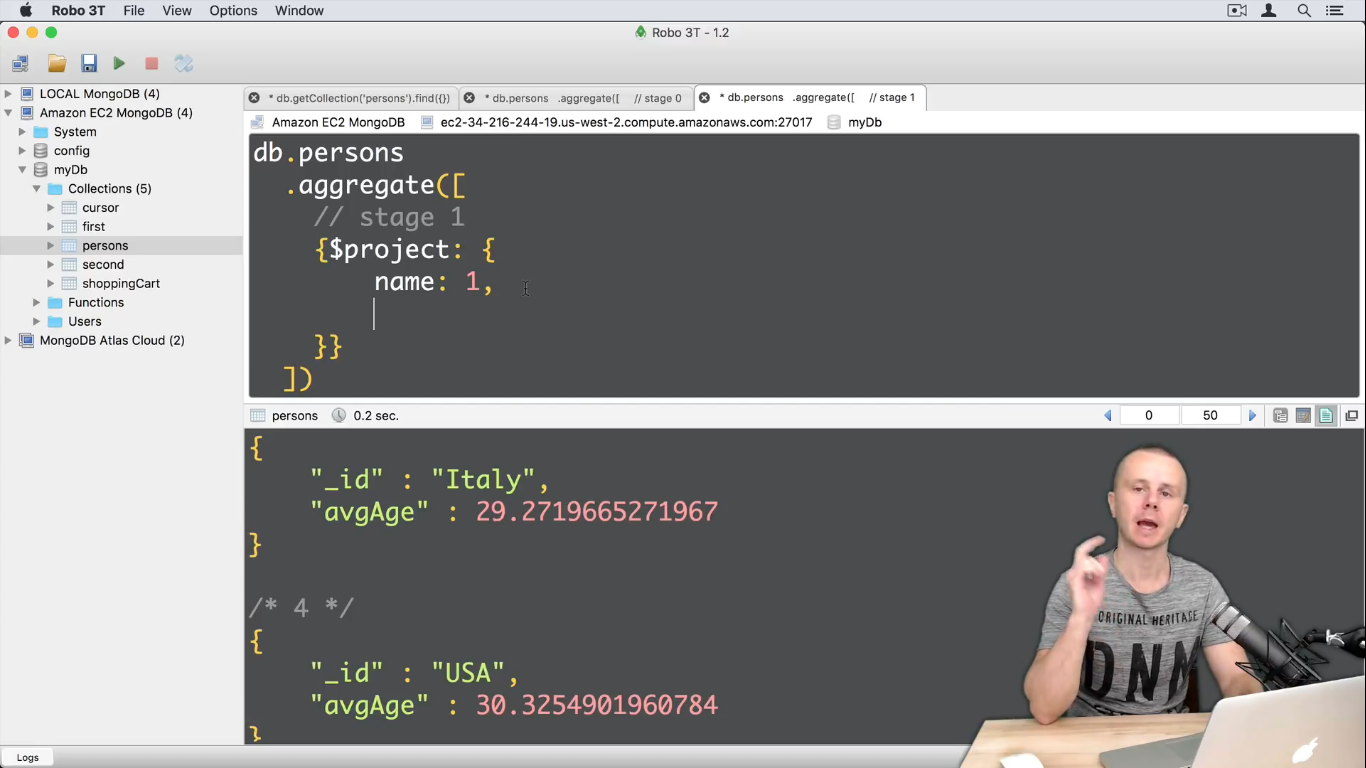 Robo 3T File View Options Window
Robo 3T - 1.2
LOCAL MongoDB (4)
Amazon EC2 MongoDB (4)
System
config
myDb
Collections (5)
cursor
first
persons
second
shoppingCart
Functions
Users
MongoDB Atlas Cloud (2)
* db.getCollection('persons').find({}) * db.persons .aggregate([ // stage 0 * db.persons .aggregate([ // stage 1
Amazon EC2 MongoDB ec2-34-216-244-19.us-west-2.compute.amazonaws.com:27017 myDb
db.persons
.aggregate([
// stage 1
{$project: {
name: 1,
}}
])
persons 0.2 sec. 0 50
{
"_id" : "Italy",
"avgAge" : 29.2719665271967
}
/* 4 */
{
"_id" : "USA",
"avgAge" : 30.3254901960784
}
ORIGINAL HERITAGE
DNM
Logs